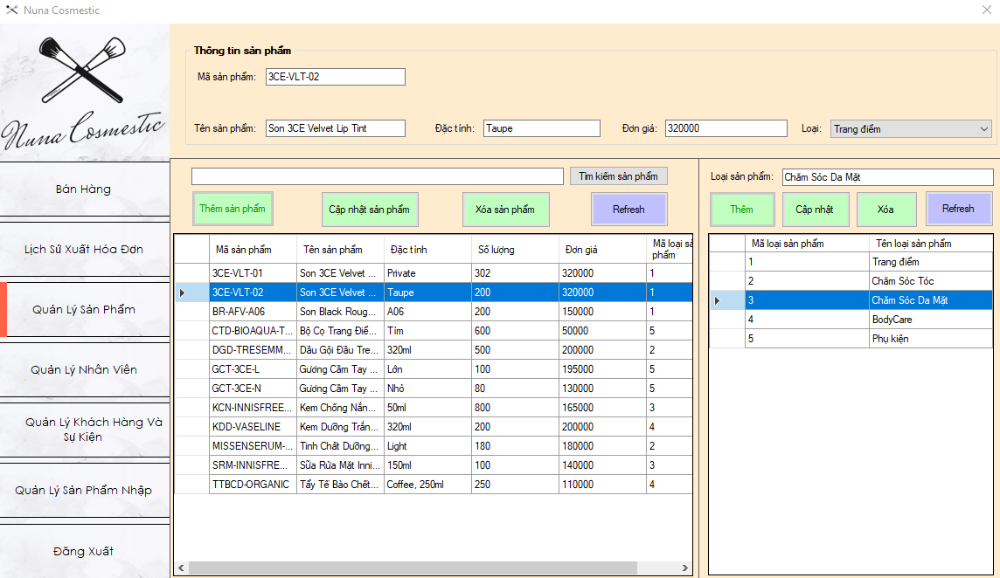 Nuna Cosmestic
Nuna Cosmestic
Bán Hàng
Lịch Sử Xuất Hóa Đơn
Quản Lý Sản Phẩm
Quản Lý Nhân Viên
Quản Lý Khách Hàng Và
Sự Kiện
Quản Lý Sản Phẩm Nhập
Đăng Xuất
Thông tin sản phẩm
Mã sản phẩm: 3CE-VLT-02
Tên sản phẩm: Son 3CE Velvet Lip Tint Đặc tính: Taupe Đơn giá: 320000 Loại: Trang điểm
Tìm kiếm sản phẩm
Thêm sản phẩm Cập nhật sản phẩm Xóa sản phẩm Refresh
Mã sản phẩm Tên sản phẩm Đặc tính Số lượng Đơn giá Mã loại sả
phẩm
3CE-VLT-01 Son 3CE Velvet ... Private 302 320000 1
3CE-VLT-02 Son 3CE Velvet ... Taupe 200 320000 1
BR-AFV-A06 Son Black Roug... A06 200 150000 1
CTD-BIOAQUA-T... Bộ Cọ Trang Điể... Tím 600 50000 5
DGD-TRESEMM... Dầu Gội Đầu Tre... 320ml 500 200000 2
GCT-3CE-L Gương Cầm Tay ... Lớn 100 195000 5
GCT-3CE-N Gương Cầm Tay ... Nhỏ 80 130000 5
KCN-INNISFREE... Kem Chống Nắn... 50ml 800 165000 3
KDD-VASELINE Kem Dưỡng Trắn... 320ml 200 200000 4
MISSENSERUM-... Tinh Chất Dưỡng... Light 180 180000 2
SRM-INNISFRE... Sữa Rửa Mặt Inni... 150ml 100 140000 3
TTBCD-ORGANIC Tẩy Tế Bào Chết... Coffee, 250ml 250 110000 4
Loại sản phẩm: Chăm Sóc Da Mặt
Thêm Cập nhật Xóa Refresh
Mã loại sản phẩm Tên loại sản phẩm
1 Trang điểm
2 Chăm Sóc Tóc
3 Chăm Sóc Da Mặt
4 BodyCare
5 Phụ kiện